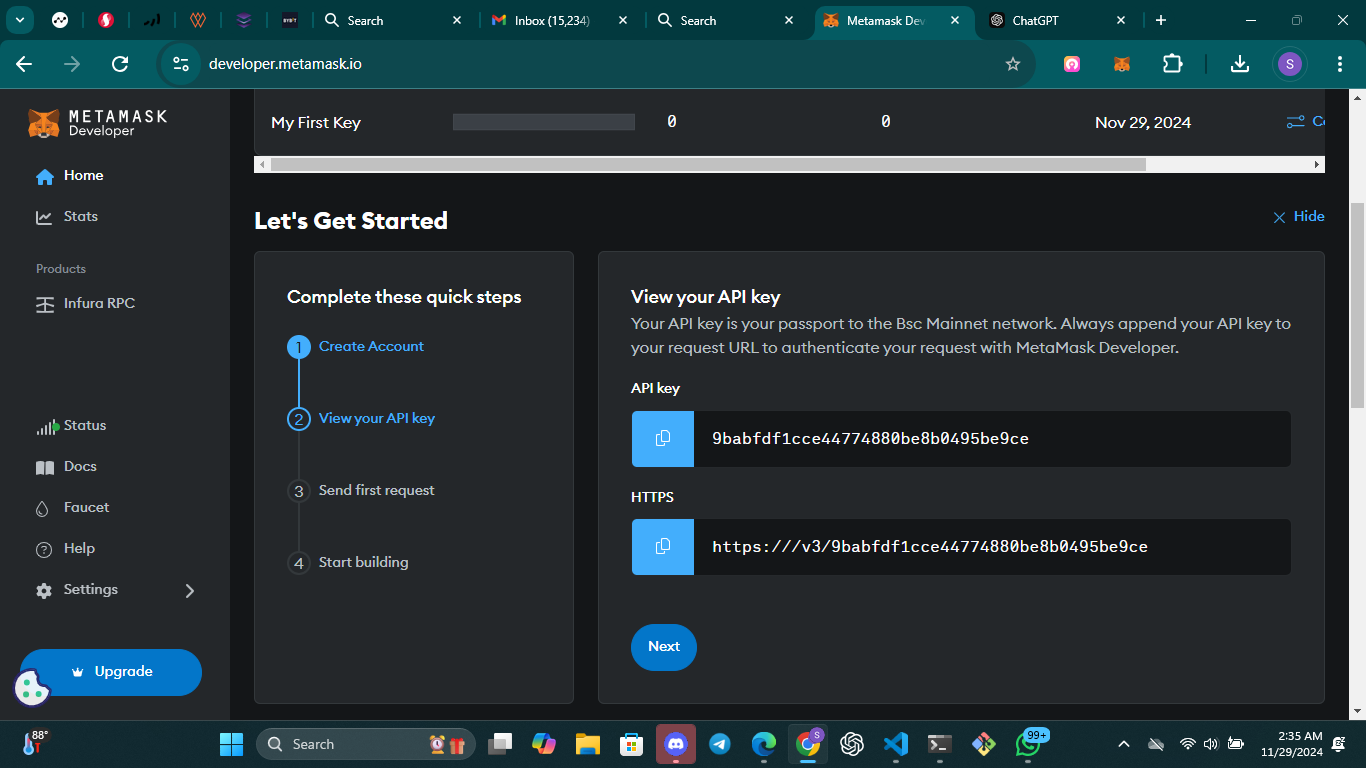 Search
Inbox (15,234)
Search
Metamask Dev
ChatGPT
BYBIT
developer.metamask.io
S
METAMASK
Developer
Home
Stats
Products
Infura RPC
Status
Docs
Faucet
Help
Settings
Upgrade
My First Key
0
0
Nov 29, 2024
Co
Let's Get Started
Hide
Complete these quick steps
1 Create Account
2 View your API key
3 Send first request
4 Start building
View your API key
Your API key is your passport to the Bsc Mainnet network. Always append your API key to
your request URL to authenticate your request with MetaMask Developer.
API key
9babfdf1cce44774880be8b0495be9ce
HTTPS
https:///v3/9babfdf1cce44774880be8b0495be9ce
Next
88°
Search
S
99+
2:35 AM
11/29/2024